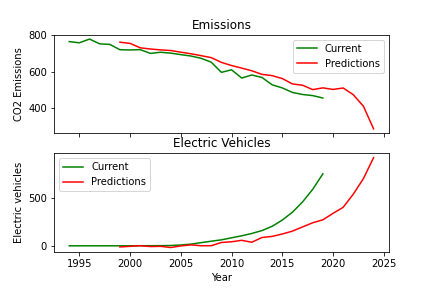 Emissions
CO2 Emissions
800
600
400
Current
Predictions
Electric Vehicles
Electric vehicles
500
0
Current
Predictions
1995
2000
2005
2010
2015
2020
2025
Year